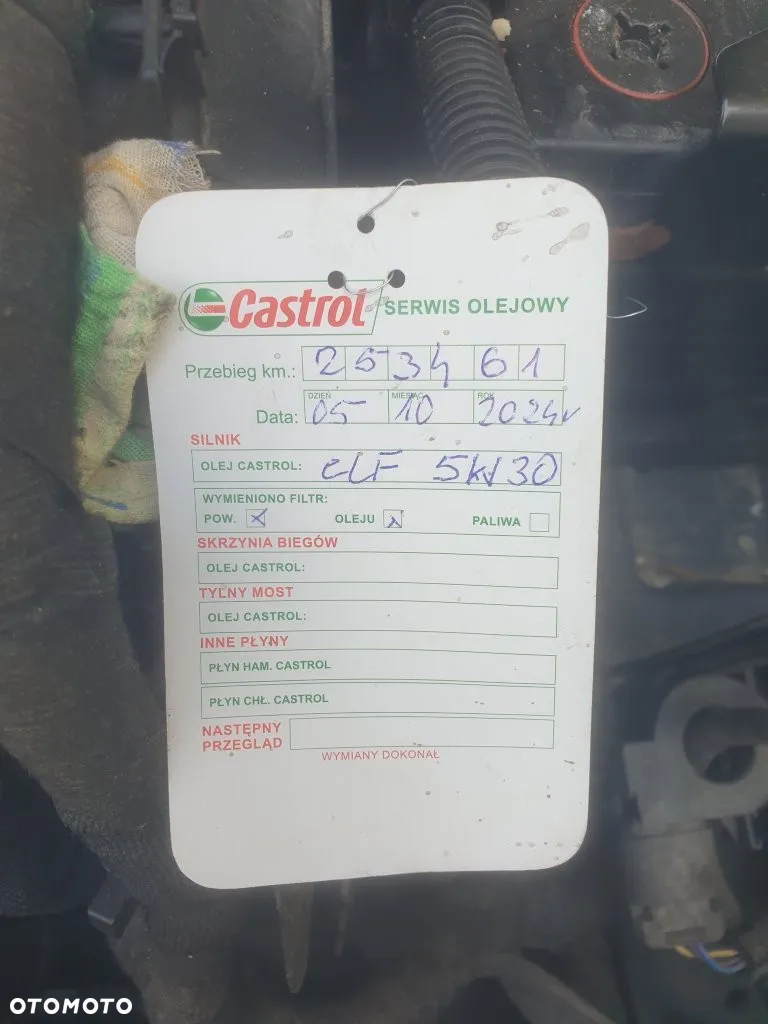 Castrol SERWIS OLEJOWY
Przebieg km.: 253461
DZIEŃ MIESIĄC ROK
Data: 05 10 2024r
SILNIK
OLEJ CASTROL: eLF 5W30
WYMIENIONO FILTR:
POW. OLEJU PALIWA
SKRZYNIA BIEGÓW
OLEJ CASTROL:
TYLNY MOST
OLEJ CASTROL:
INNE PŁYNY
PŁYN HAM. CASTROL
PŁYN CHŁ. CASTROL
NASTĘPNY
PRZEGLĄD
WYMIANY DOKONAŁ
OTOMOTO